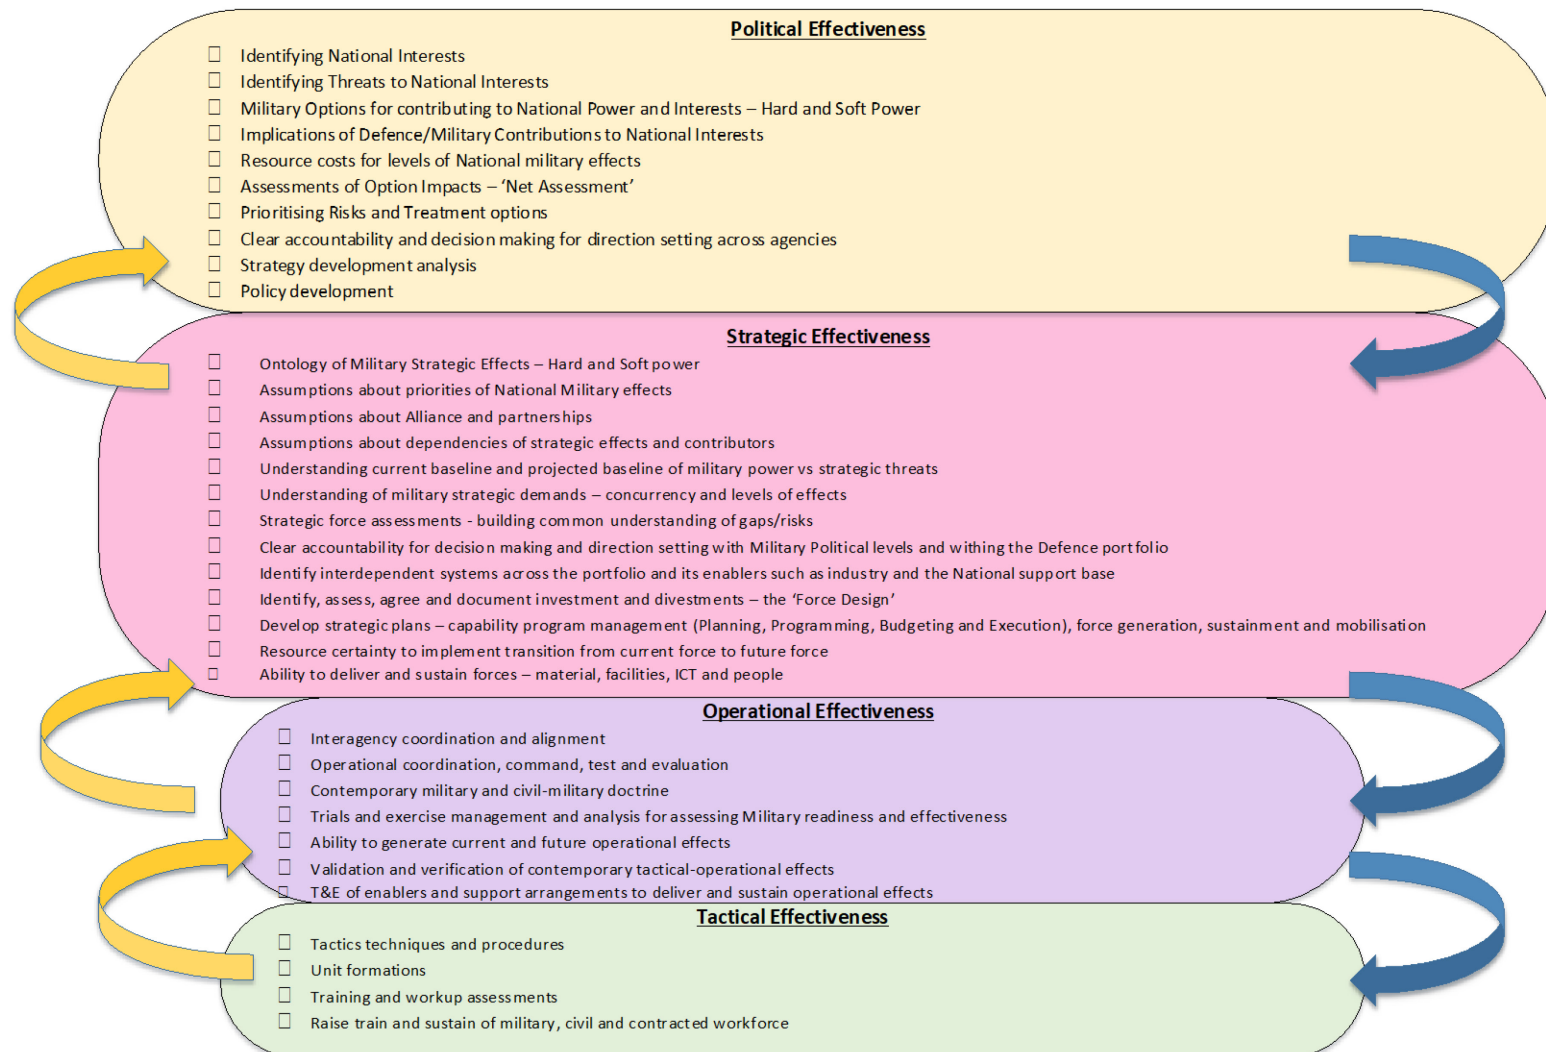 Political Effectiveness
Identifying National Interests
Identifying Threats to National Interests
Military Options for contributing to National Power and Interests – Hard and Soft Power
Implications of Defence/Military Contributions to National Interests
Resource costs for levels of National military effects
Assessments of Option Impacts – ‘Net Assessment’
Prioritising Risks and Treatment options
Clear accountability and decision making for direction setting across agencies
Strategy development analysis
Policy development
Strategic Effectiveness
Ontology of Military Strategic Effects – Hard and Soft power
Assumptions about priorities of National Military effects
Assumptions about Alliance and partnerships
Assumptions about dependencies of strategic effects and contributors
Understanding current baseline and projected baseline of military power vs strategic threats
Understanding of military strategic demands – concurrency and levels of effects
Strategic force assessments - building common understanding of gaps/risks
Clear accountability for decision making and direction setting with Military Political levels and withing the Defence portfolio
Identify interdependent systems across the portfolio and its enablers such as industry and the National support base
Identify, assess, agree and document investment and divestments – the ‘Force Design’
Develop strategic plans – capability program management (Planning, Programming, Budgeting and Execution), force generation, sustainment and mobilisation
Resource certainty to implement transition from current force to future force
Ability to deliver and sustain forces – material, facilities, ICT and people
Operational Effectiveness
Interagency coordination and alignment
Operational coordination, command, test and evaluation
Contemporary military and civil-military doctrine
Trials and exercise management and analysis for assessing Military readiness and effectiveness
Ability to generate current and future operational effects
Validation and verification of contemporary tactical-operational effects
T&E of enablers and support arrangements to deliver and sustain operational effects
Tactical Effectiveness
Tactics techniques and procedures
Unit formations
Training and workup assessments
Raise train and sustain of military, civil and contracted workforce